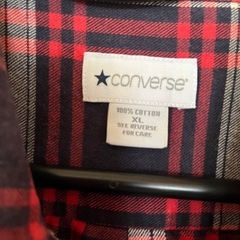 ★converse®
100% COTTON
XL
SEE REVERSE
FOR CARE